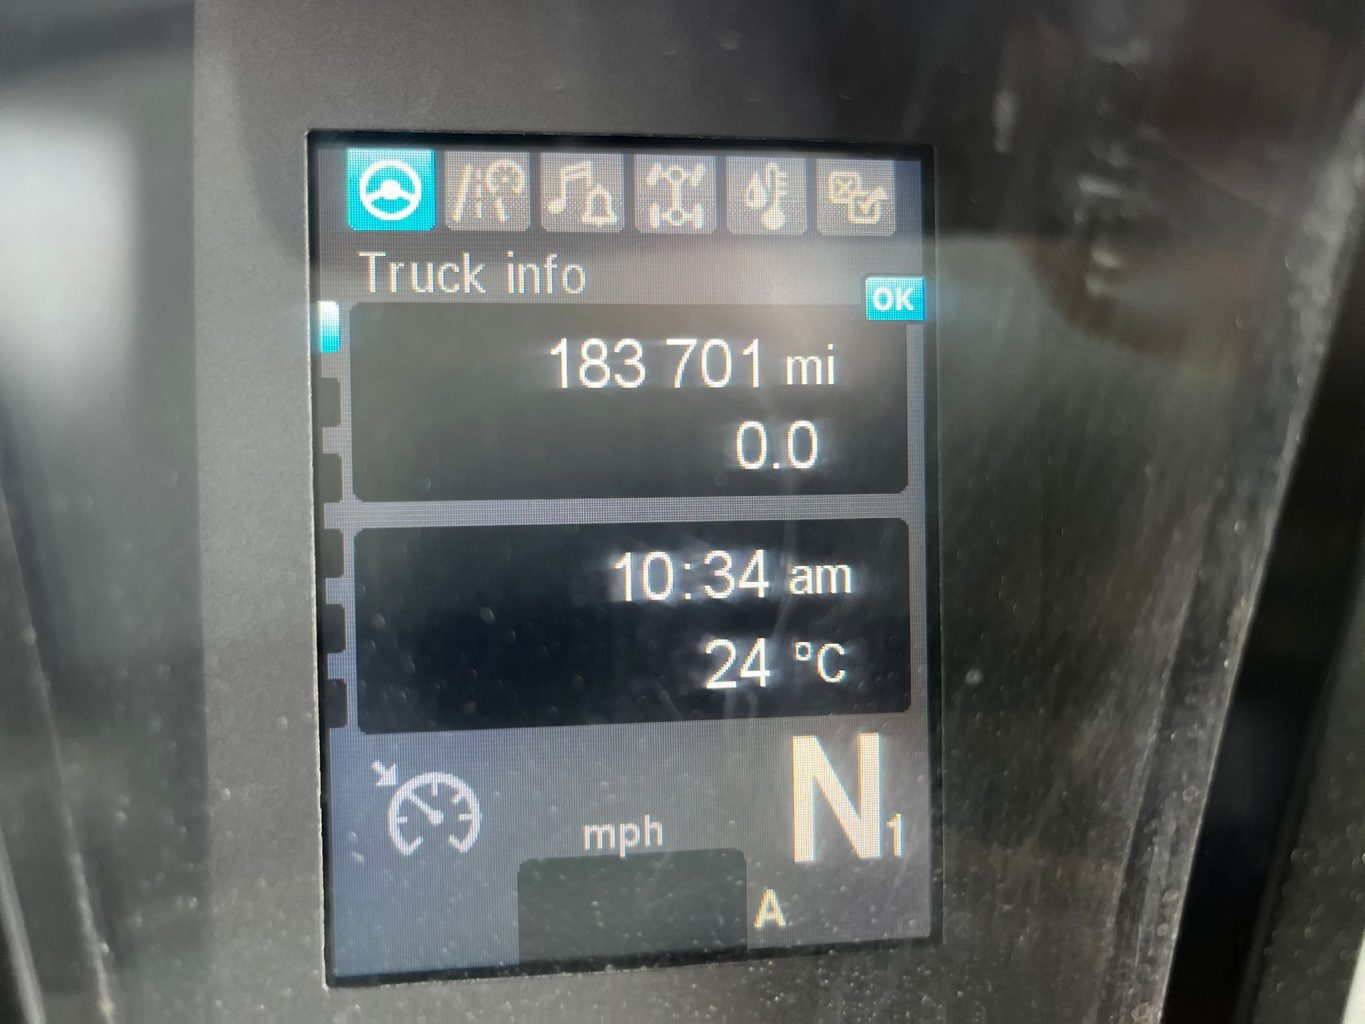 Truck info
OK
183 701 mi
0.0
10:34 am
24 °C
N1
mph
A